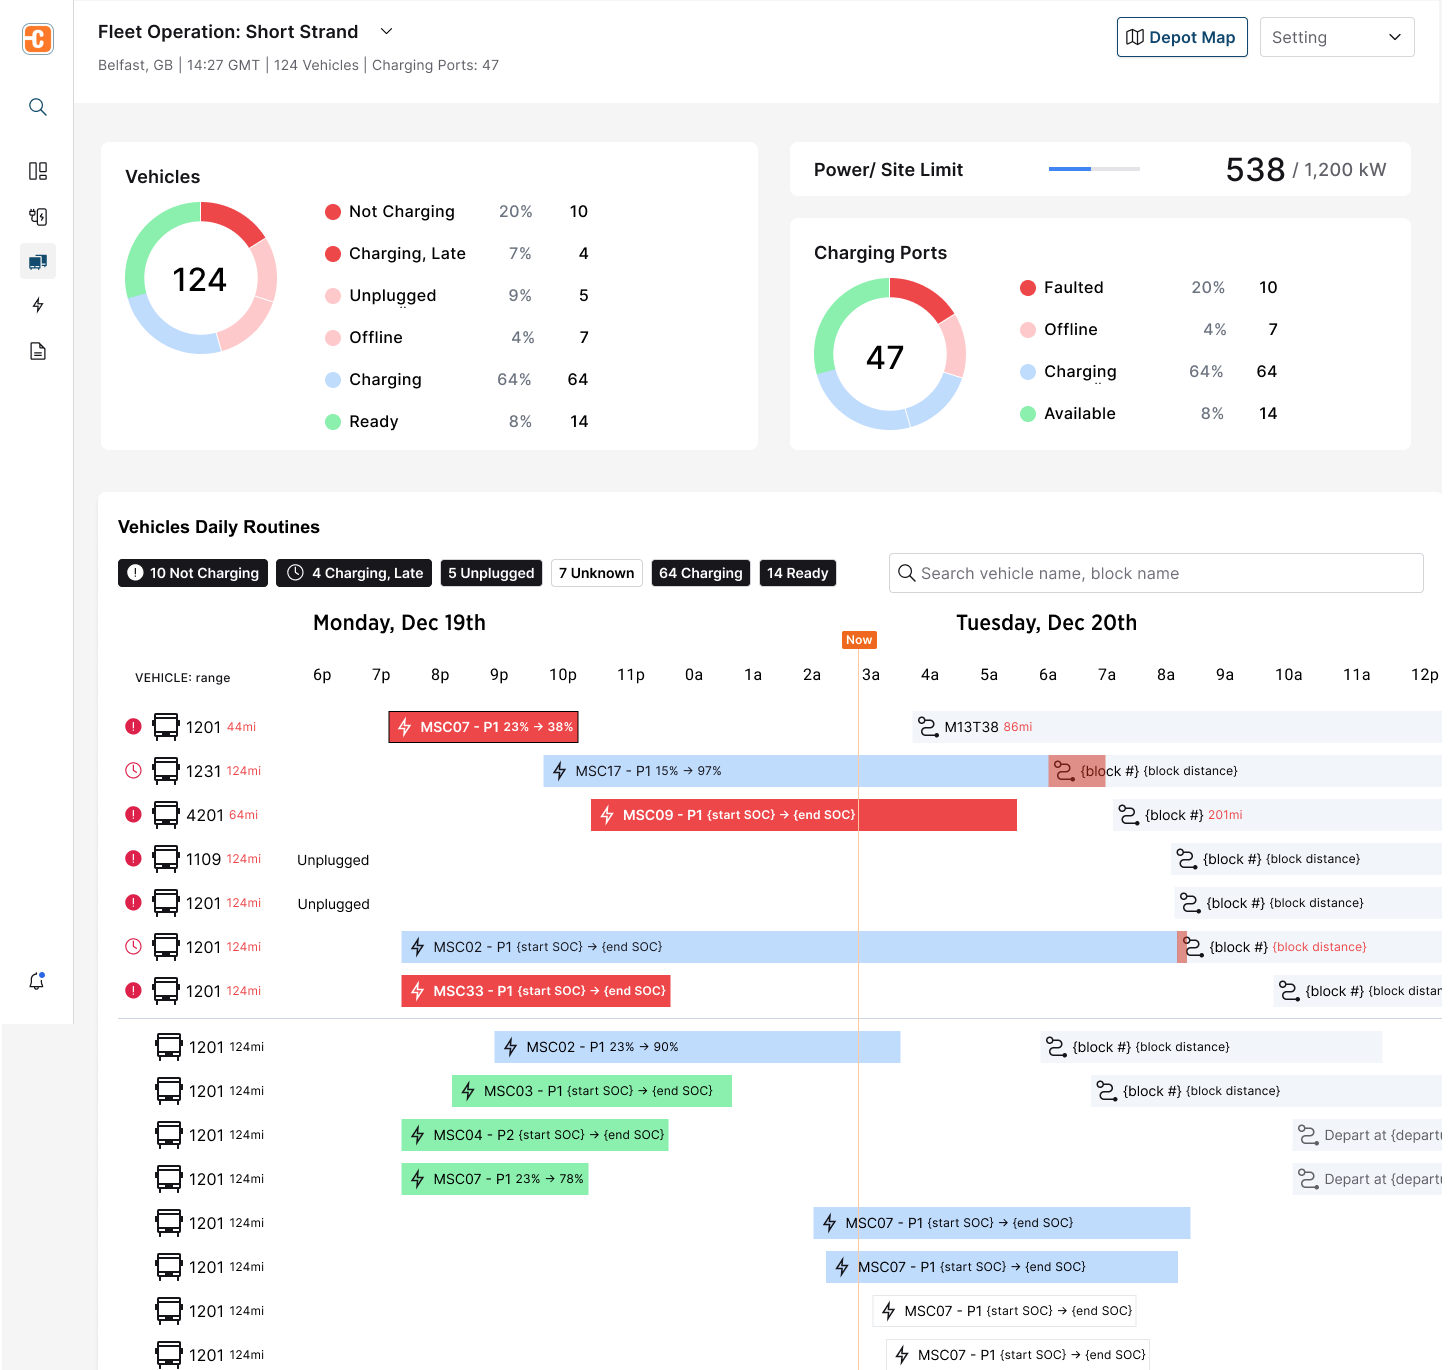 Fleet Operation: Short Strand
Belfast, GB | 14:27 GMT | 124 Vehicles | Charging Ports: 47
Depot Map
Setting
Vehicles
124
Not Charging 20% 10
Charging, Late 7% 4
Unplugged 9% 5
Offline 4% 7
Charging 64% 64
Ready 8% 14
Power/ Site Limit
538 / 1,200 kW
Charging Ports
47
Faulted 20% 10
Offline 4% 7
Charging 64% 64
Available 8% 14
Vehicles Daily Routines
10 Not Charging
4 Charging, Late
5 Unplugged
7 Unknown
64 Charging
14 Ready
Search vehicle name, block name
Monday, Dec 19th
Tuesday, Dec 20th
Now
VEHICLE: range
6p 7p 8p 9p 10p 11p 0a 1a 2a 3a 4a 5a 6a 7a 8a 9a 10a 11a 12p
1201 44mi MSC07 - P1 23% → 38% M13T38 86mi
1231 124mi MSC17 - P1 15% → 97% {block #} {block distance}
4201 64mi MSC09 - P1 {start SOC} → {end SOC} {block #} 201mi
1109 124mi Unplugged {block #} {block distance}
1201 124mi Unplugged {block #} {block distance}
1201 124mi MSC02 - P1 {start SOC} → {end SOC} {block #} {block distance}
1201 124mi MSC33 - P1 {start SOC} → {end SOC} {block #} {block distan
1201 124mi MSC02 - P1 23% → 90% {block #} {block distance}
1201 124mi MSC03 - P1 {start SOC} → {end SOC} {block #} {block distance}
1201 124mi MSC04 - P2 {start SOC} → {end SOC} Depart at {departu
1201 124mi MSC07 - P1 23% → 78% Depart at {departu
1201 124mi MSC07 - P1 {start SOC} → {end SOC}
1201 124mi MSC07 - P1 {start SOC} → {end SOC}
1201 124mi MSC07 - P1 {start SOC} → {end SOC}
1201 124mi MSC07 - P1 {start SOC} → {end SOC}